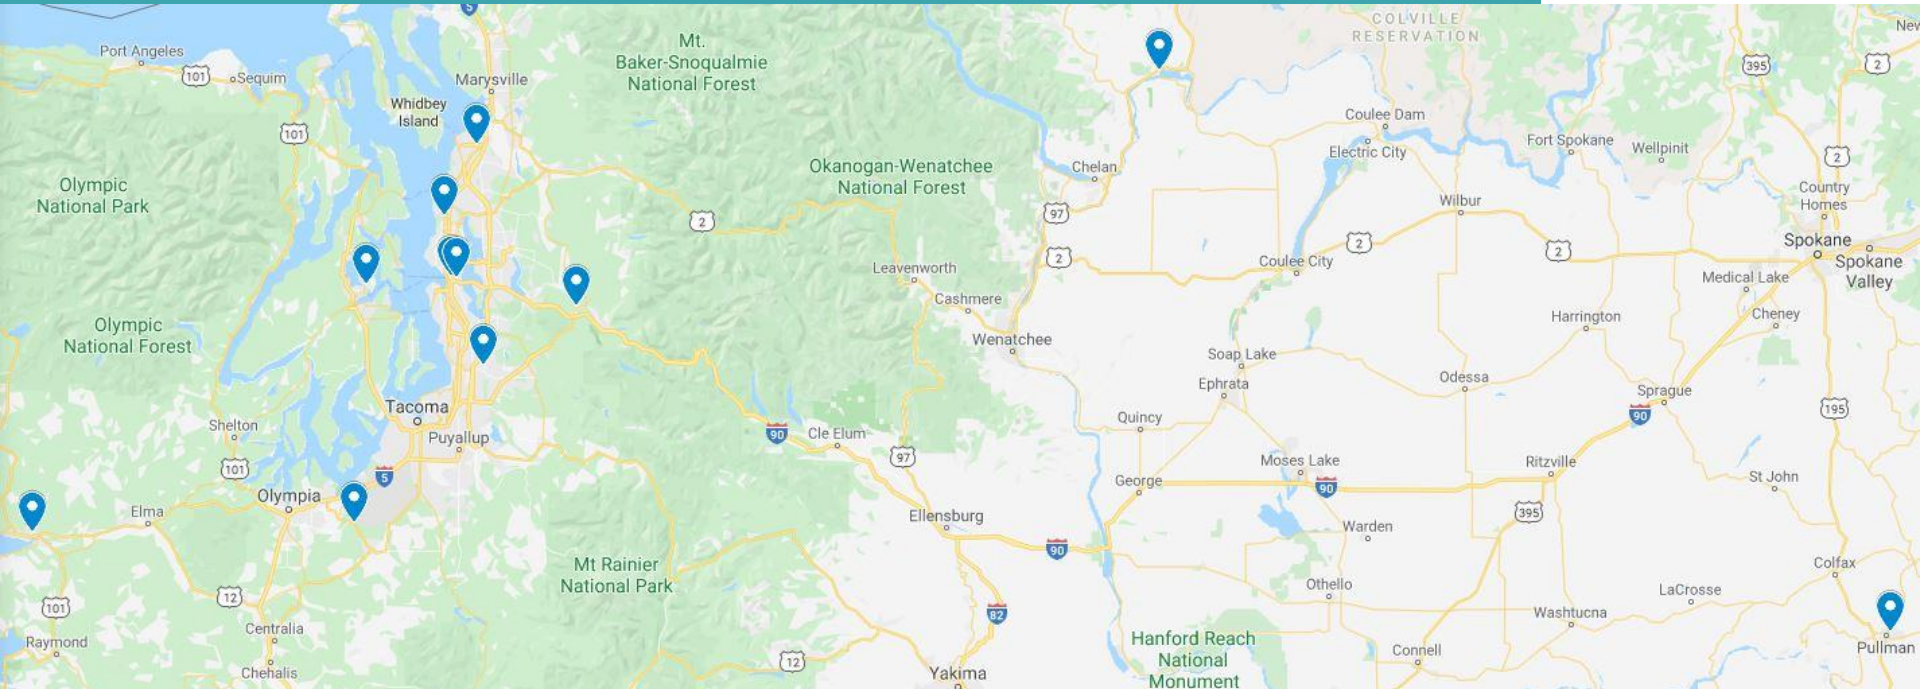 5
COLVILLE
RESERVATION
New
Port Angeles
101
Sequim
Mt.
Baker-Snoqualmie
National Forest
395
2
Marysville
Whidbey
Island
101
Coulee Dam
Electric City
Fort Spokane
Wellpinit
2
Okanogan-Wenatchee
National Forest
Chelan
Olympic
National Park
Country
Homes
97
Wilbur
2
2
2
2
Spokane
Spokane
Valley
Leavenworth
Coulee City
Medical Lake
Cashmere
Harrington
Cheney
Olympic
National Forest
Wenatchee
Soap Lake
Ephrata
Odessa
Sprague
Tacoma
90
195
Shelton
Puyallup
90
Cle Elum
Quincy
97
101
5
Moses Lake
Ritzville
George
90
St John
Olympia
Elma
Ellensburg
395
Warden
90
Mt Rainier
National Park
Colfax
Othello
LaCrosse
12
101
82
Washtucna
Centralia
Raymond
Hanford Reach
National
Monument
Connell
Pullman
12
Chehalis
Yakima